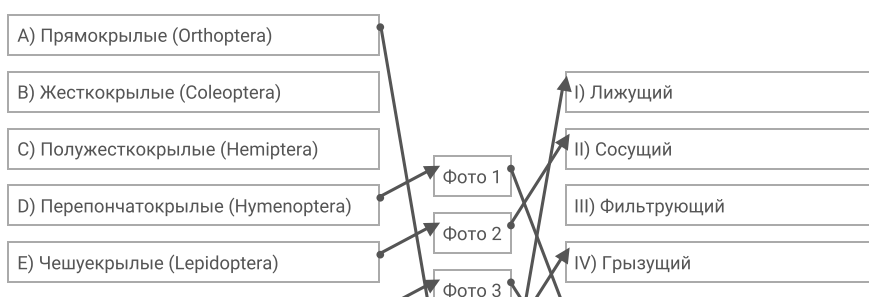 A) Прямокрылые (Orthoptera)
B) Жесткокрылые (Coleoptera)
I) Лижущий
C) Полужесткокрылые (Hemiptera)
II) Сосущий
Фото 1
D) Перепончатокрылые (Hymenoptera)
III) Фильтрующий
Фото 2
E) Чешуекрылые (Lepidoptera)
IV) Грызущий
Фото 3